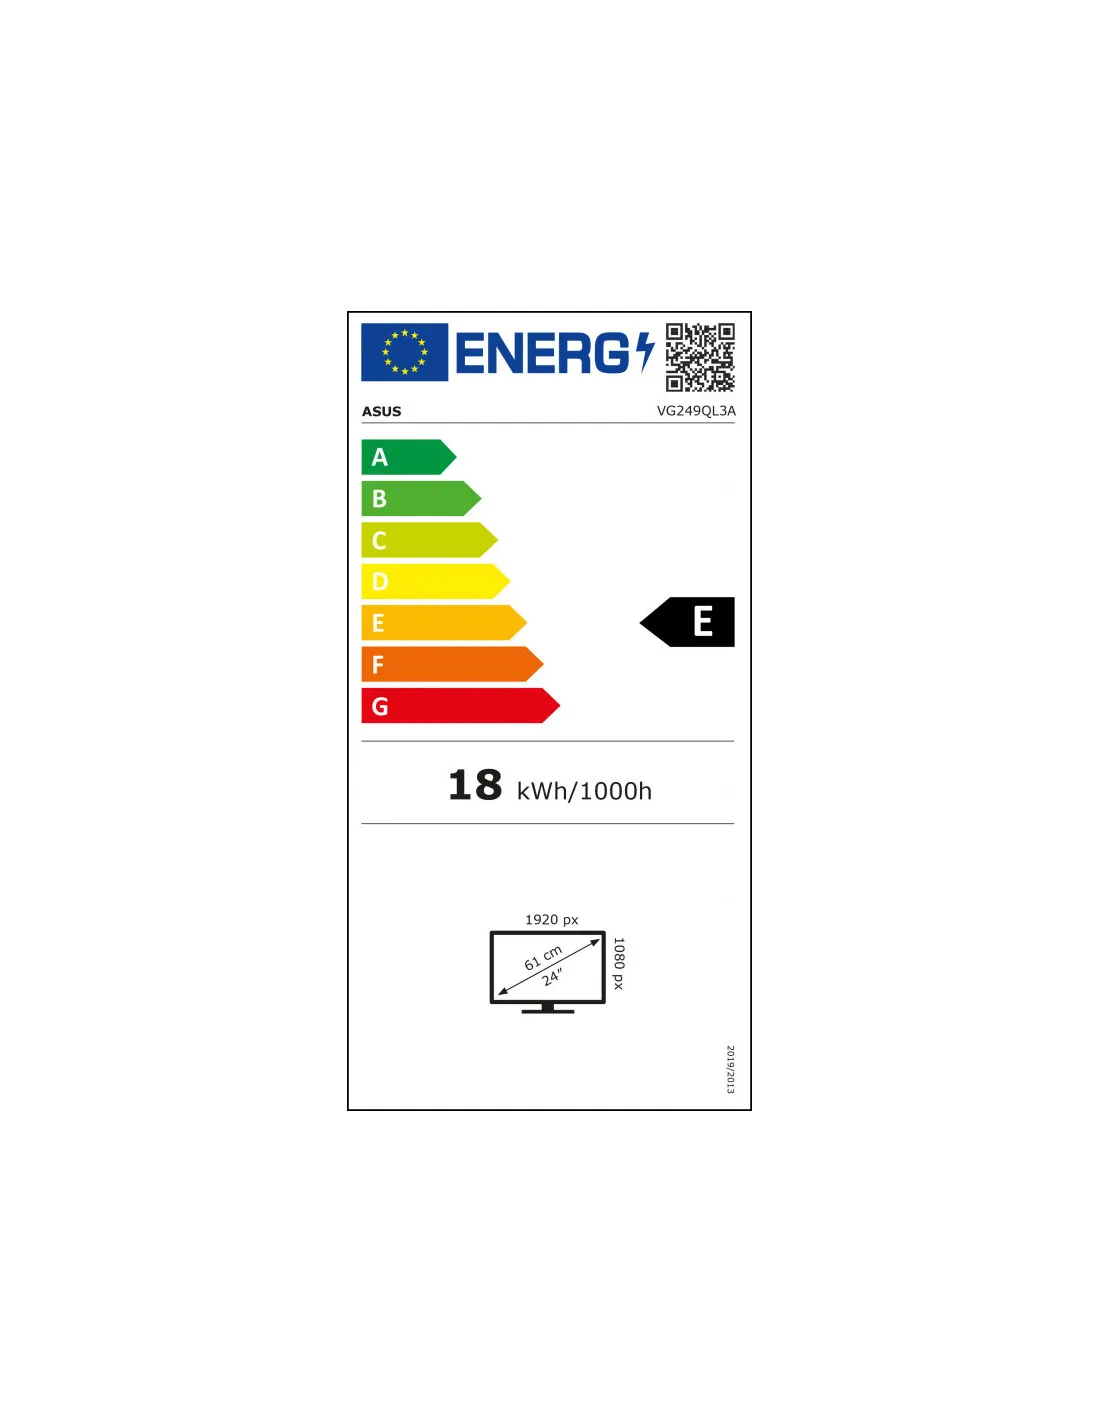 ENERG
ASUS VG249QL3A
A
B
C
D
E
E
F
G
18 kWh/1000h
1920 px
1080 px
61 cm
24"
2019/2013